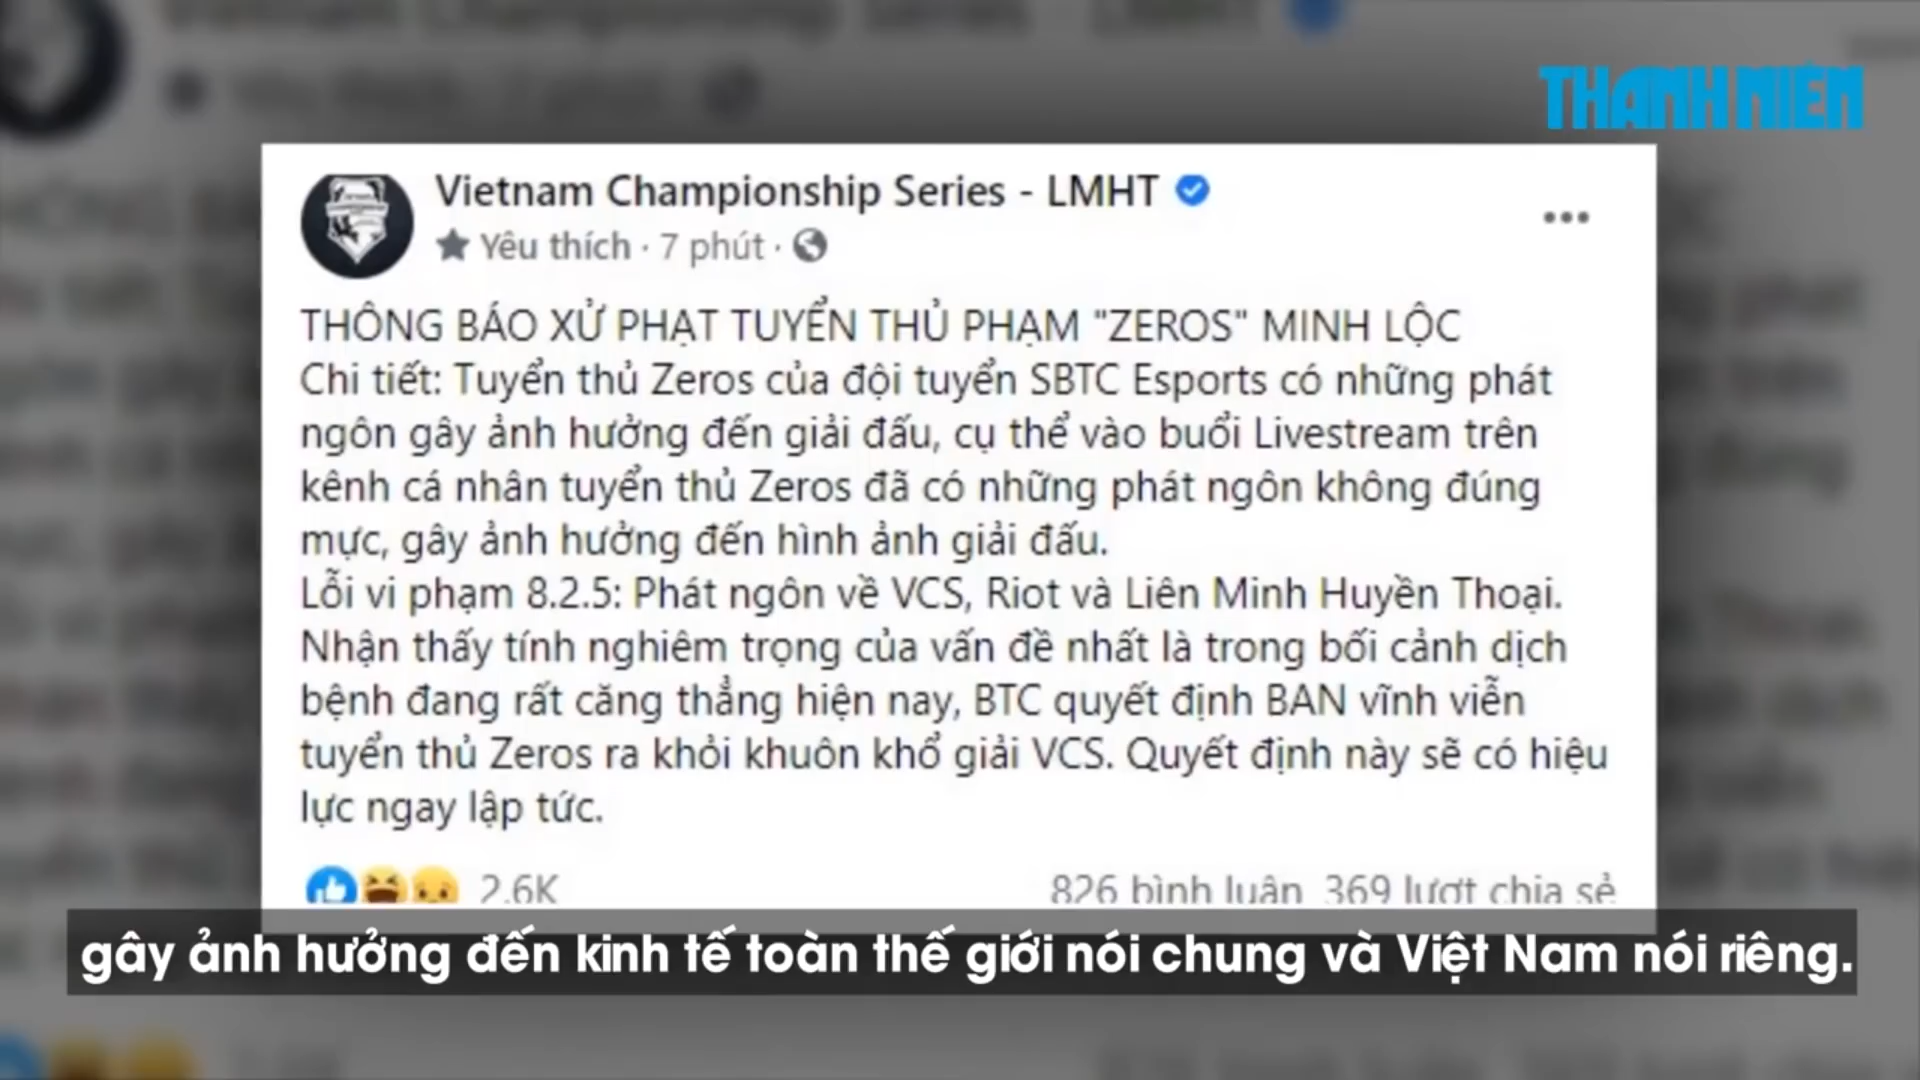 THANH NIÊN
Vietnam Championship Series - LMHT
Yêu thích · 7 phút ·
THÔNG BÁO XỬ PHẠT TUYỂN THỦ PHẠM "ZEROS" MINH LỘC
Chi tiết: Tuyển thủ Zeros của đội tuyển SBTC Esports có những phát
ngôn gây ảnh hưởng đến giải đấu, cụ thể vào buổi Livestream trên
kênh cá nhân tuyển thủ Zeros đã có những phát ngôn không đúng
mực, gây ảnh hưởng đến hình ảnh giải đấu.
Lỗi vi phạm 8.2.5: Phát ngôn về VCS, Riot và Liên Minh Huyền Thoại.
Nhận thấy tính nghiêm trọng của vấn đề nhất là trong bối cảnh dịch
bệnh đang rất căng thẳng hiện nay, BTC quyết định BAN vĩnh viễn
tuyển thủ Zeros ra khỏi khuôn khổ giải VCS. Quyết định này sẽ có hiệu
lực ngay lập tức.
2.6K 826 bình luận 369 lượt chia sẻ
gây ảnh hưởng đến kinh tế toàn thế giới nói chung và Việt Nam nói riêng.